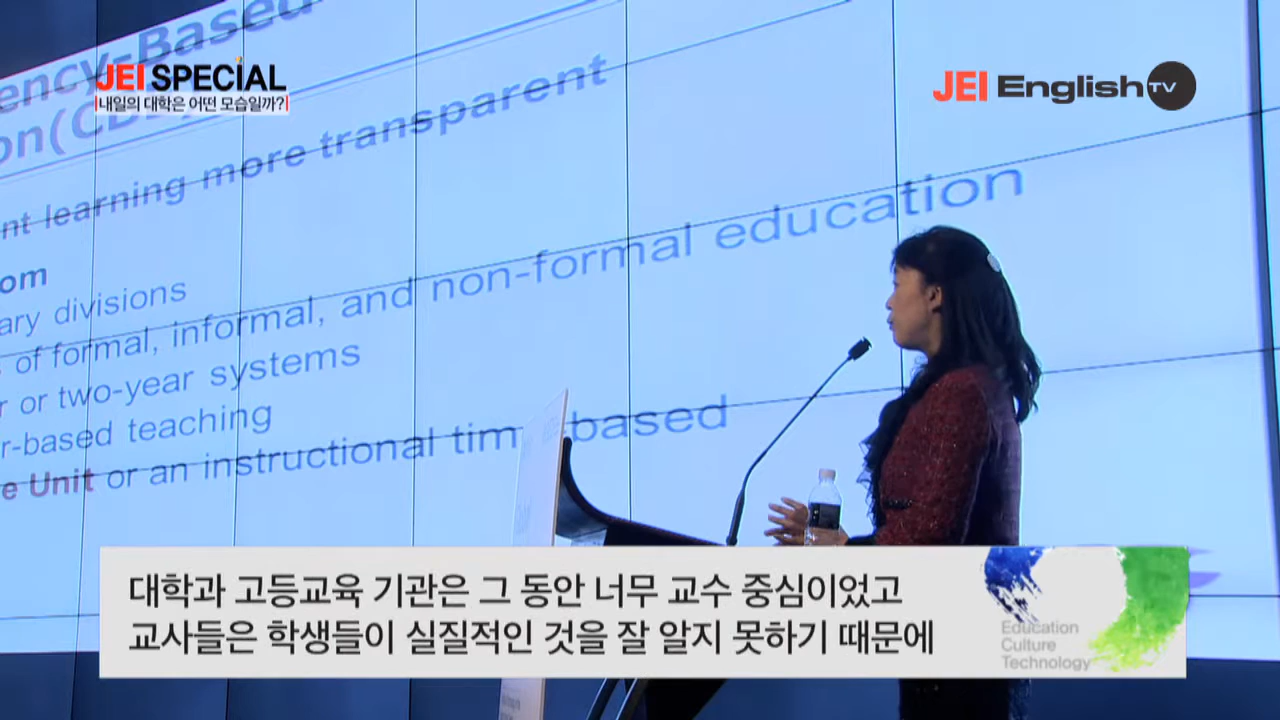 ency-Based
JEI SPECIAL
내일의 대학은 어떤 모습일까?
JEI English TV
nt learning more transparent
om
ary divisions
of formal, informal, and non-formal education
r or two-year systems
r-based teaching
e Unit or an instructional tim based
대학과 고등교육 기관은 그 동안 너무 교수 중심이었고
교사들은 학생들이 실질적인 것을 잘 알지 못하기 때문에
Education
Culture
Technology